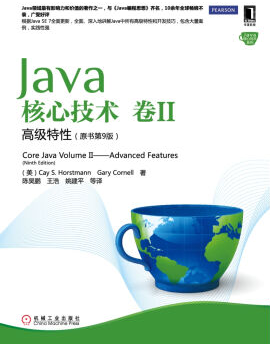 Java领域最有影响力和价值的著作之一，与《Java编程思想》齐名，10余年全球畅销不衰，广受好评
根据Java SE 7全面更新，全面、深入地讲解Java中所有高级特性和开发技巧，包含大量案例，实践性强
PEARSON
Java
核心技术 卷II
高级特性（原书第9版）
Core Java Volume II——Advanced Features
(Ninth Edition)
（美）Cay S. Horstmann Gary Cornell 著
陈昊鹏 王浩 姚建平 等译
机械工业出版社
China Machine Press